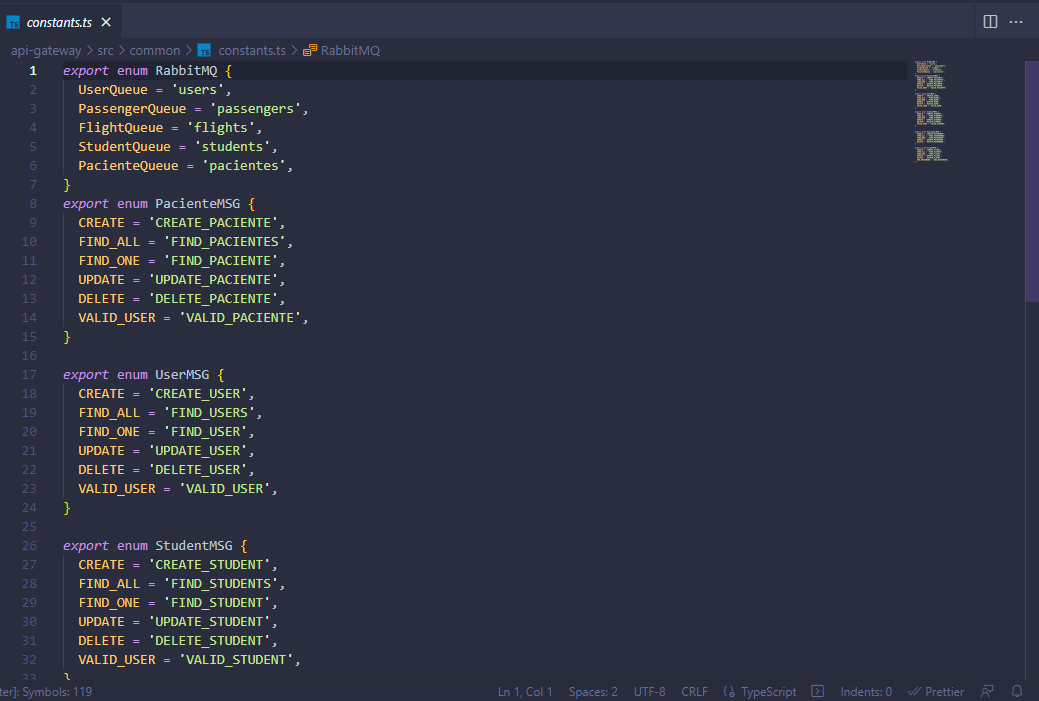 TS constants.ts
api-gateway > src > common > TS constants.ts > RabbitMQ
1 export enum RabbitMQ {
2 UserQueue = 'users',
3 PassengerQueue = 'passengers',
4 FlightQueue = 'flights',
5 StudentQueue = 'students',
6 PacienteQueue = 'pacientes',
7 }
8 export enum PacienteMSG {
9 CREATE = 'CREATE_PACIENTE',
10 FIND_ALL = 'FIND_PACIENTES',
11 FIND_ONE = 'FIND_PACIENTE',
12 UPDATE = 'UPDATE_PACIENTE',
13 DELETE = 'DELETE_PACIENTE',
14 VALID_USER = 'VALID_PACIENTE',
15 }
16
17 export enum UserMSG {
18 CREATE = 'CREATE_USER',
19 FIND_ALL = 'FIND_USERS',
20 FIND_ONE = 'FIND_USER',
21 UPDATE = 'UPDATE_USER',
22 DELETE = 'DELETE_USER',
23 VALID_USER = 'VALID_USER',
24 }
25
26 export enum StudentMSG {
27 CREATE = 'CREATE_STUDENT',
28 FIND_ALL = 'FIND_STUDENTS',
29 FIND_ONE = 'FIND_STUDENT',
30 UPDATE = 'UPDATE_STUDENT',
31 DELETE = 'DELETE_STUDENT',
32 VALID_USER = 'VALID_STUDENT',
33 }
ter]: Symbols: 119 Ln 1, Col 1 Spaces: 2 UTF-8 CRLF {} TypeScript Indents: 0 Prettier